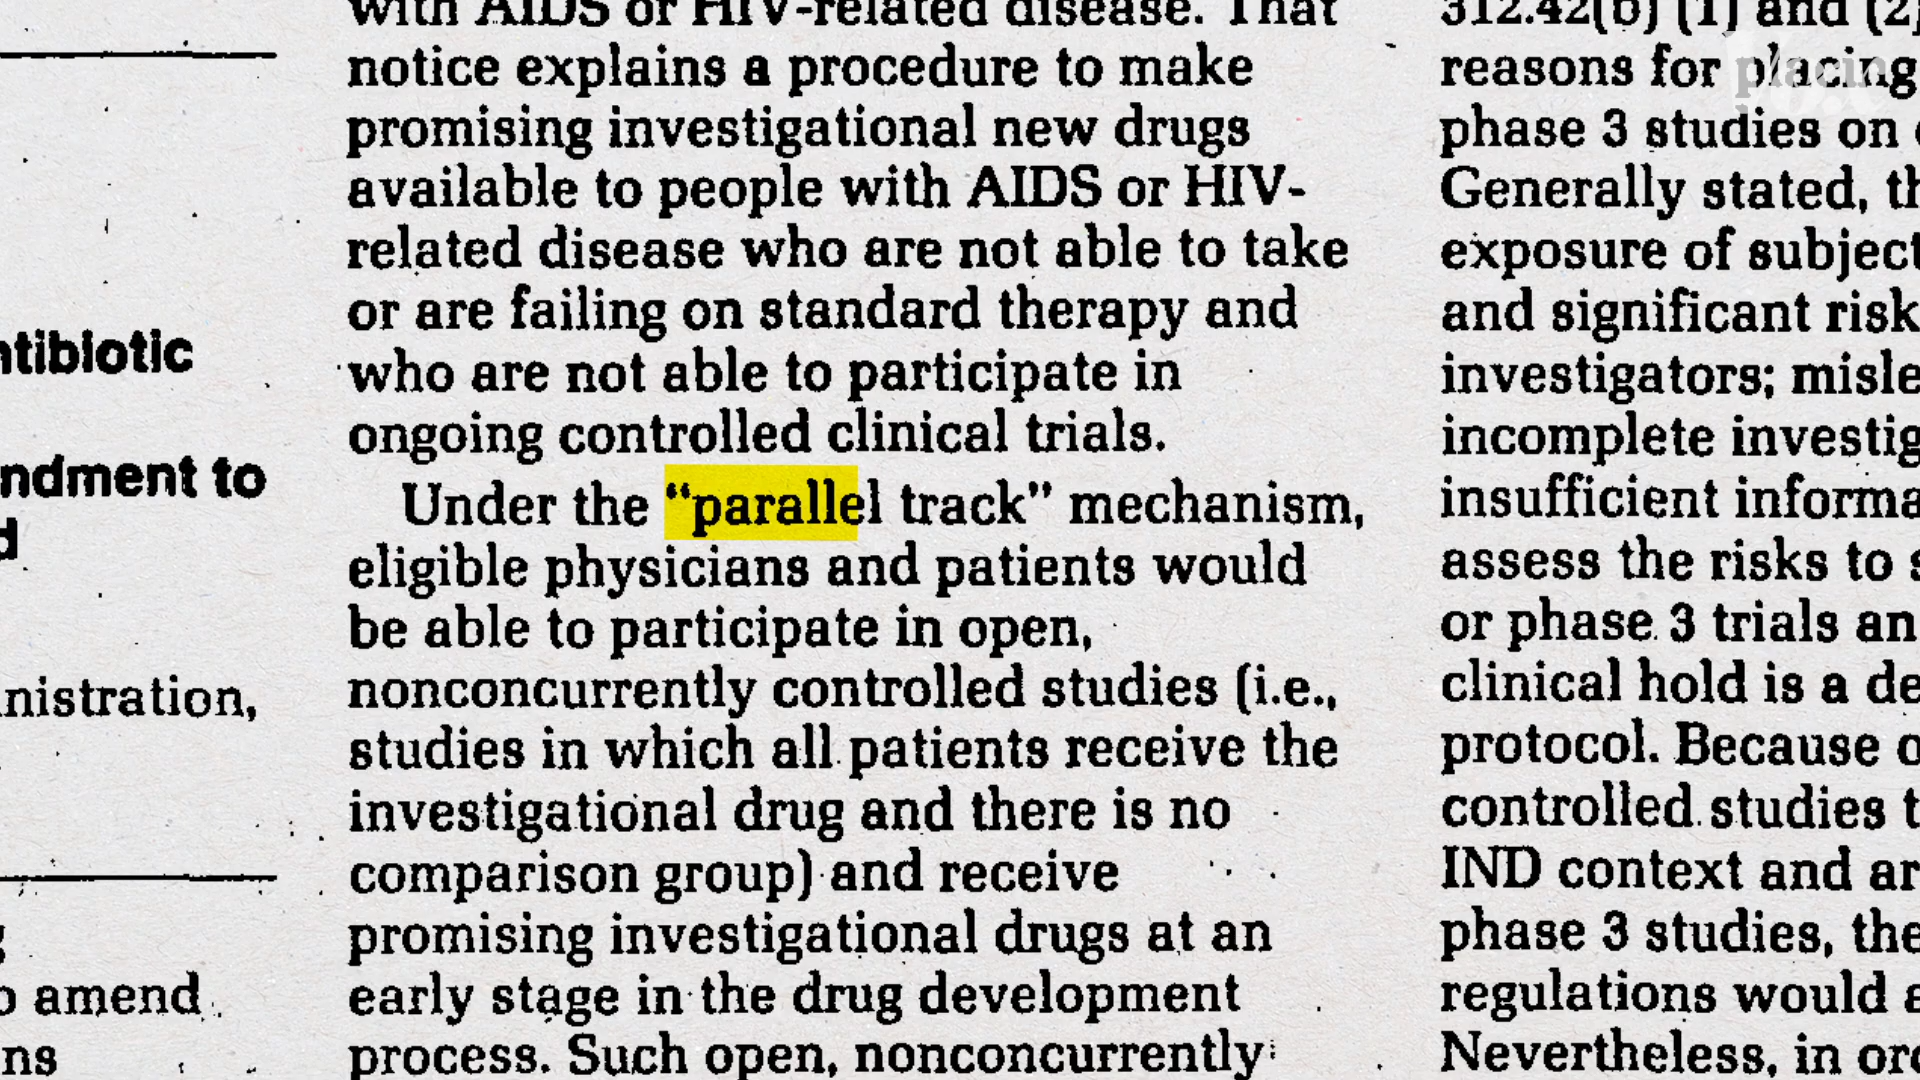 ntibiotic
ndment to
d
nistration,
o amend
ns
with AIDS or HIV-related disease. That
notice explains a procedure to make
promising investigational new drugs
available to people with AIDS or HIV-
related disease who are not able to take
or are failing on standard therapy and
who are not able to participate in
ongoing controlled clinical trials.
Under the “parallel track” mechanism,
eligible physicians and patients would
be able to participate in open,
nonconcurrently controlled studies (i.e.,
studies in which all patients receive the
investigational drug and there is no
comparison group) and receive
promising investigational drugs at an
early stage in the drug development
process. Such open, nonconcurrently
312.42(b) (1) and (2)
reasons for placing
phase 3 studies on
Generally stated, th
exposure of subject
and significant risk
investigators; misle
incomplete investig
insufficient informa
assess the risks to s
or phase 3 trials an
clinical hold is a de
protocol. Because o
controlled studies t
IND context and ar
phase 3 studies, the
regulations would a
Nevertheless, in ord
Vox